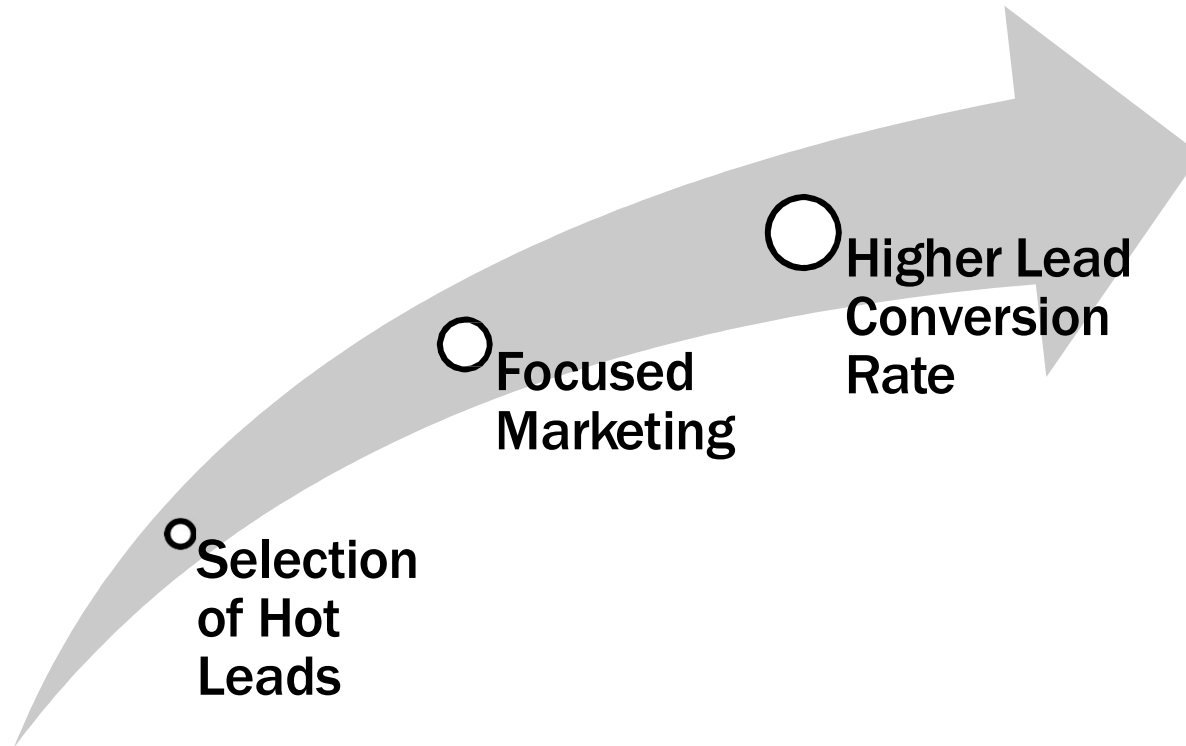 Selection
of Hot
Leads
Focused
Marketing
Higher Lead
Conversion
Rate